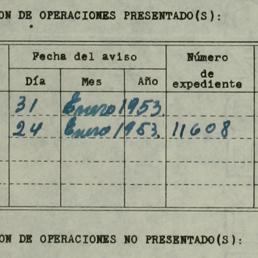 ON DE OPERACIONES PRESENTADO(S):
Fecha del aviso Número
de
Día Mes Año expediente
31 Enero 1953.
24 Enero 1953. 11608
ON DE OPERACIONES NO PRESENTADO(S):